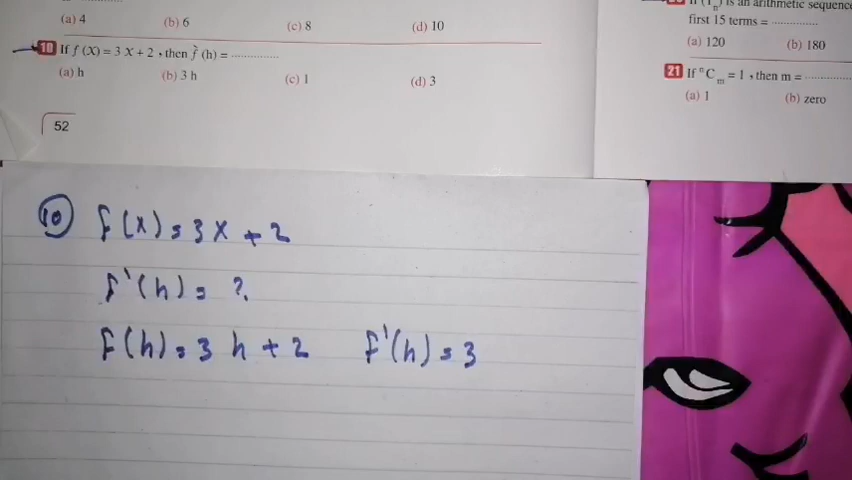 (a) 4 (b) 6 (c) 8 (d) 10
10 If f (X) = 3 X + 2 , then f̀ (h) = ..............
(a) h (b) 3 h (c) 1 (d) 3
52
is an arithmetic sequence
first 15 terms = ..............
(a) 120 (b) 180
21 If ⁿCₘ = 1 , then m = ..............
(a) 1 (b) zero
10 f(x) = 3x + 2
f'(h) = ?
f(h) = 3h + 2 f'(h) = 3